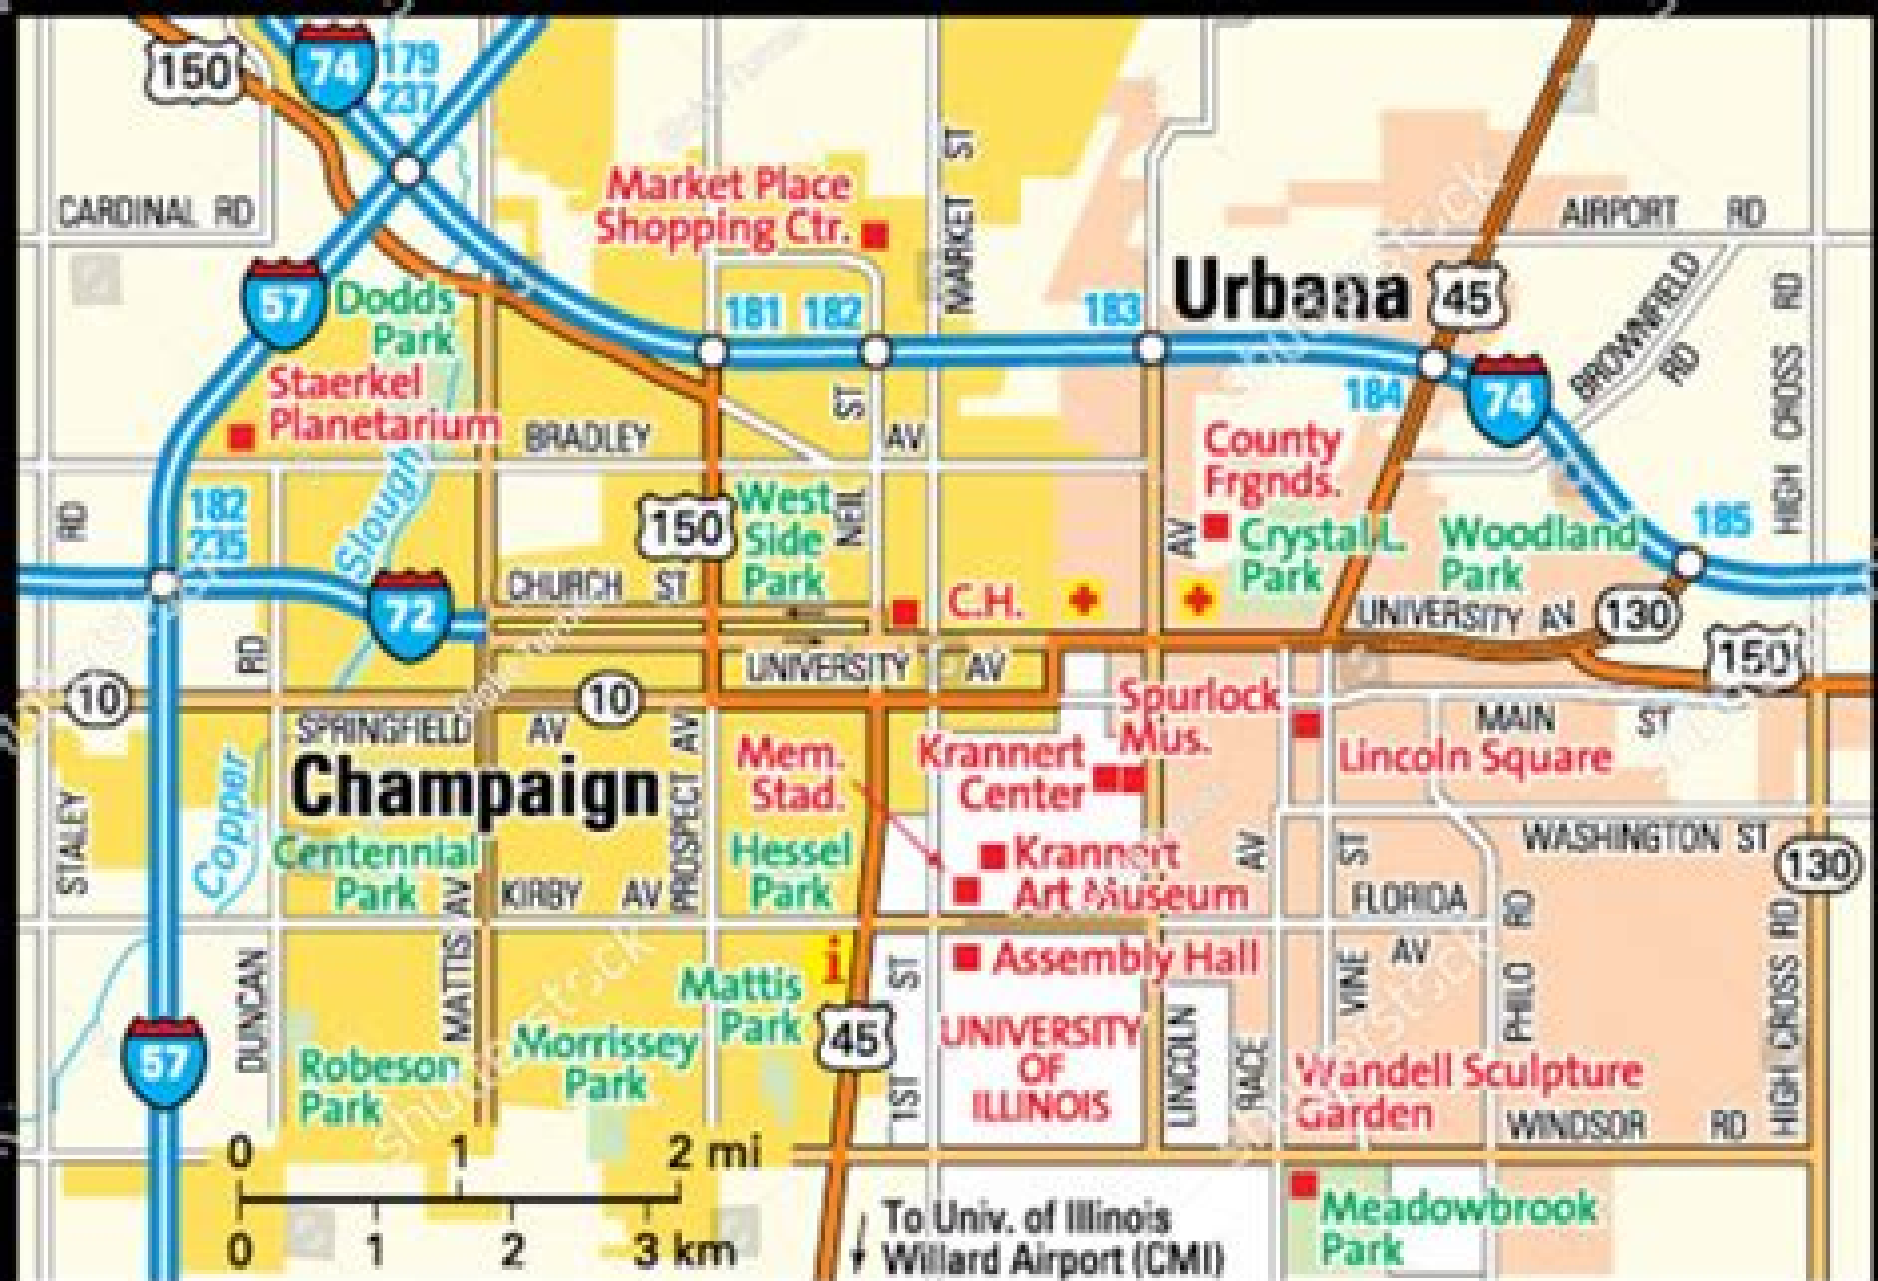 150
74
179
237
MARKET ST
Market Place
Shopping Ctr.
CARDINAL RD
AIRPORT RD
Urbana
45
57
Dodds
Park
181
182
183
BROWNFIELD
RD
HIGH CROSS RD
184
74
Staerkel
Planetarium
BRADLEY
AV
ST
NEIL
County
Frgnds.
182
235
Slough
150
West
Side
Park
AV
Crystal L.
Park
Woodland
Park
185
RD
CHURCH ST
C.H.
UNIVERSITY AV
130
72
150
RD
UNIVERSITY AV
10
10
SPRINGFIELD AV
Spurlock
Mus.
MAIN ST
Lincoln Square
Champaign
Mem.
Stad.
Krannert
Center
STALEY
Copper
PROSPECT AV
WASHINGTON ST
Centennial
Park
KIRBY AV
Hessel
Park
Krannert
Art Museum
AV
ST
FLORIDA
AV
130
DUNCAN
MATTIS AV
i
Mattis
Park
ST
Assembly Hall
VINE
PHILO RD
HIGH CROSS RD
57
Robeson
Park
Morrissey
Park
45
1ST
UNIVERSITY
OF
ILLINOIS
LINCOLN
RACE
Wandell Sculpture
Garden
WINDSOR RD
0 1 2 mi
0 1 2 3 km
To Univ. of Illinois
Willard Airport (CMI)
Meadowbrook
Park
shutterstock